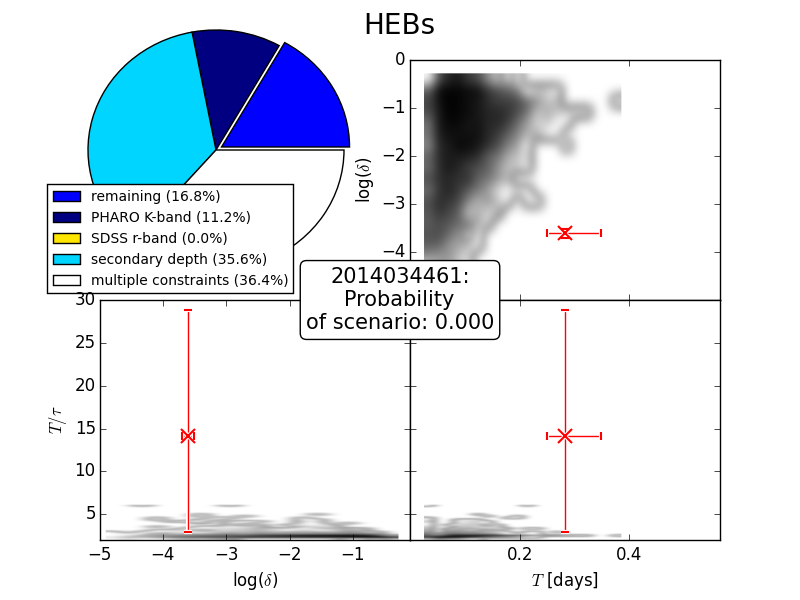 HEBs
remaining (16.8%)
PHARO K-band (11.2%)
SDSS r-band (0.0%)
secondary depth (35.6%)
multiple constraints (36.4%)
0
−1
−2
−3
−4
log(δ)
2014034461:
Probability
of scenario: 0.000
30
25
20
15
10
5
T/τ
−5 −4 −3 −2 −1
log(δ)
0.2 0.4
T [days]